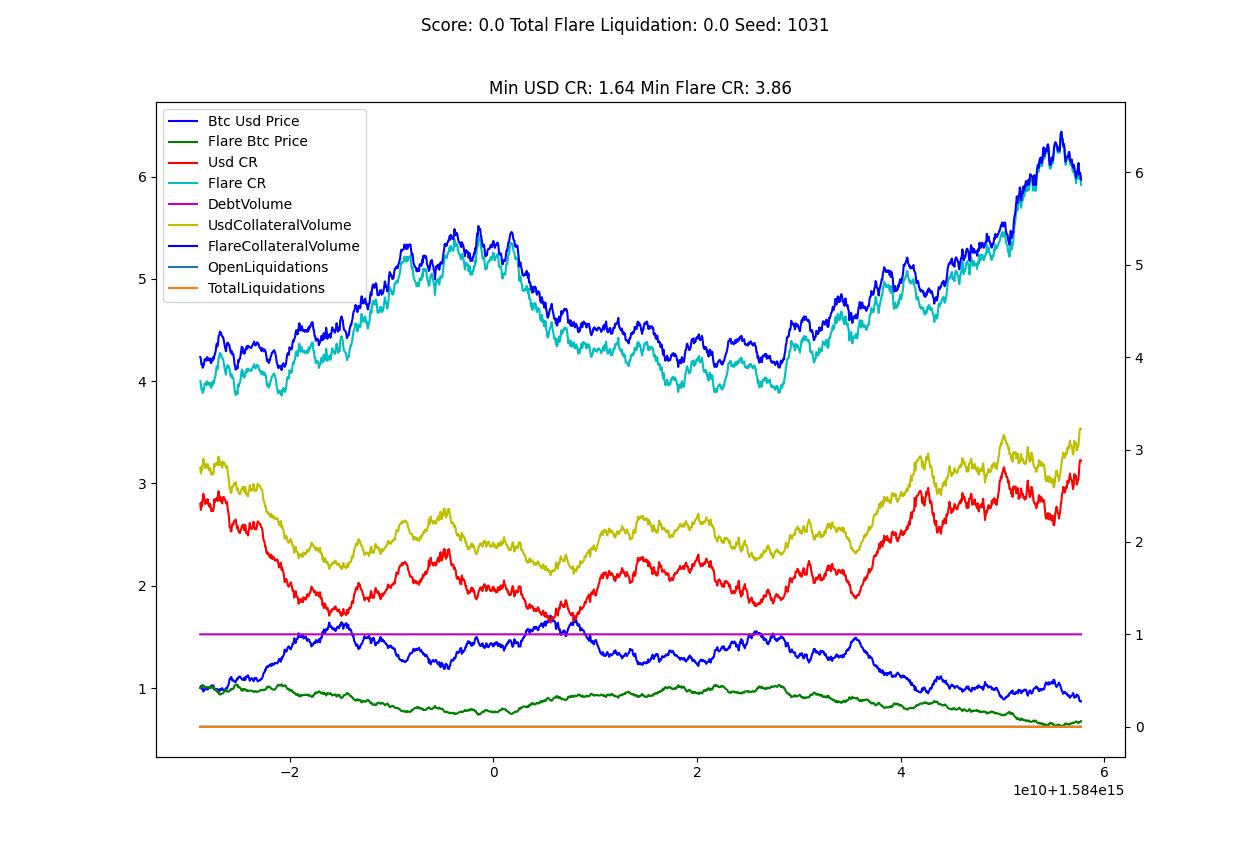 Score: 0.0 Total Flare Liquidation: 0.0 Seed: 1031
Min USD CR: 1.64 Min Flare CR: 3.86
Btc Usd Price
Flare Btc Price
Usd CR
Flare CR
DebtVolume
UsdCollateralVolume
FlareCollateralVolume
OpenLiquidations
TotalLiquidations
6
5
4
3
2
1
6
5
4
3
2
1
0
−2
0
2
4
6
1e10+1.584e15